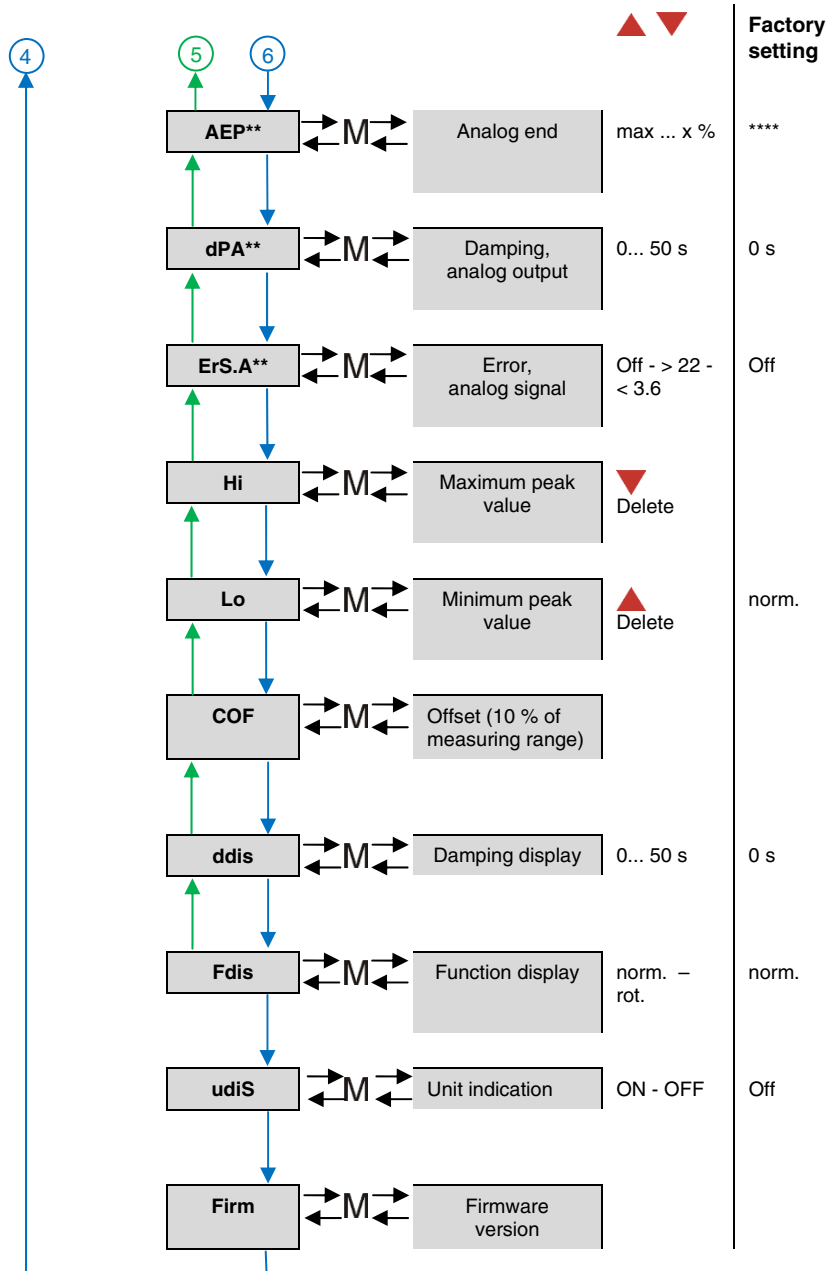 Factory
setting
4
5
6
AEP**
M
Analog end
max ... x %
****
dPA**
M
Damping,
analog output
0... 50 s
0 s
ErS.A**
M
Error,
analog signal
Off - > 22 -
< 3.6
Off
Hi
M
Maximum peak
value
Delete
Lo
M
Minimum peak
value
Delete
norm.
COF
M
Offset (10 % of
measuring range)
ddis
M
Damping display
0... 50 s
0 s
Fdis
M
Function display
norm. –
rot.
norm.
udiS
M
Unit indication
ON - OFF
Off
Firm
M
Firmware
version